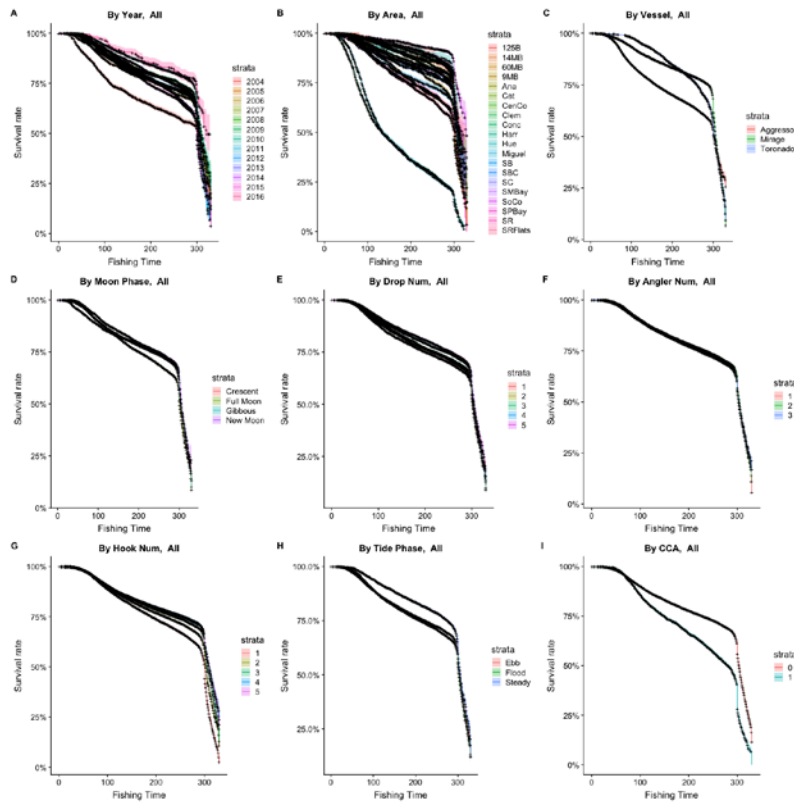 A
By Year, All
Survival rate
100%
75%
50%
25%
0%
0
100
200
300
Fishing Time
strata
2004
2005
2006
2007
2008
2009
2010
2011
2012
2013
2014
2015
2016
B
By Area, All
Survival rate
100%
75%
50%
25%
0%
0
100
200
300
Fishing Time
strata
14MB
60MB
9MB
Ana
Cat
CenCo
Clem
Conc
Harr
Hue
Miguel
SB
SBC
SC
SMBay
SoCo
SPBay
SR
SRFlats
C
By Vessel, All
Survival rate
100%
75%
50%
25%
0%
0
100
200
300
Fishing Time
strata
Aggresso
Mirage
Toronado
D
By Moon Phase, All
Survival rate
100%
75%
50%
25%
0%
0
100
200
300
Fishing Time
strata
Crescent
Full Moon
Gibbous
New Moon
E
By Drop Num, All
Survival rate
100.0%
75.0%
50.0%
25.0%
0
100
200
300
Fishing Time
strata
1
2
3
4
5
F
By Angler Num, All
Survival rate
100%
75%
50%
25%
0%
0
100
200
300
Fishing Time
strata
1
2
3
G
By Hook Num, All
Survival rate
100%
75%
50%
25%
0%
0
100
200
300
Fishing Time
strata
1
2
3
4
5
H
By Tide Phase, All
Survival rate
100.0%
75.0%
50.0%
25.0%
0
100
200
300
Fishing Time
strata
Ebb
Flood
Steady
I
By CCA, All
Survival rate
100%
75%
50%
25%
0%
0
100
200
300
Fishing Time
strata
0
1